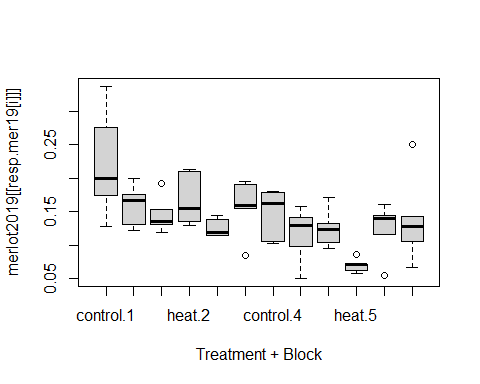 merlot2019[[resp.mer19[i]]]
0.25
0.15
0.05
control.1 heat.2 control.4 heat.5
Treatment + Block